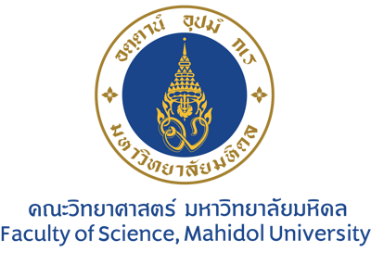 อตฺตานํ อุปมํ กเร
มหาวิทยาลัยมหิดล
คณะวิทยาศาสตร์ มหาวิทยาลัยมหิดล
Faculty of Science, Mahidol University